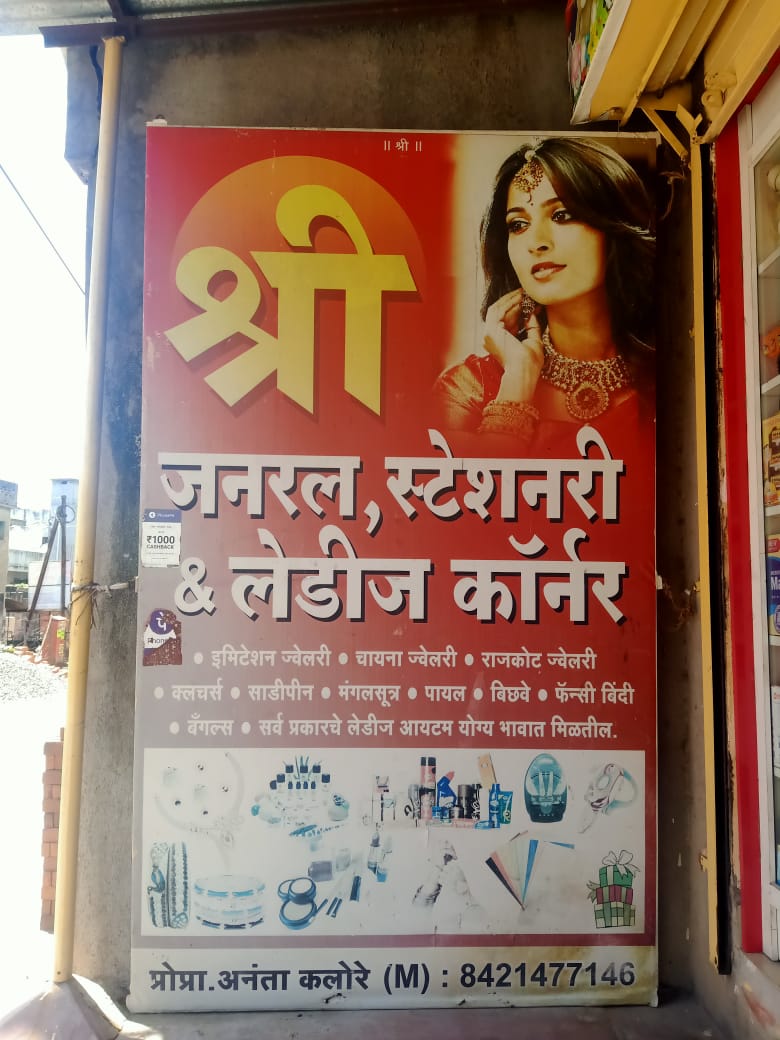 ॥ श्री ॥
श्री
जनरल, स्टेशनरी
& लेडीज कॉर्नर
• इमिटेशन ज्वेलरी • चायना ज्वेलरी • राजकोट ज्वेलरी
• क्लचर्स • साडीपीन • मंगलसूत्र • पायल • बिछवे • फॅन्सी बिंदी
• बँगल्स • सर्व प्रकारचे लेडीज आयटम योग्य भावात मिळतील.
प्रोप्रा.अनंता कलोरे (M) : 8421477146
₹1000
CASHBACK